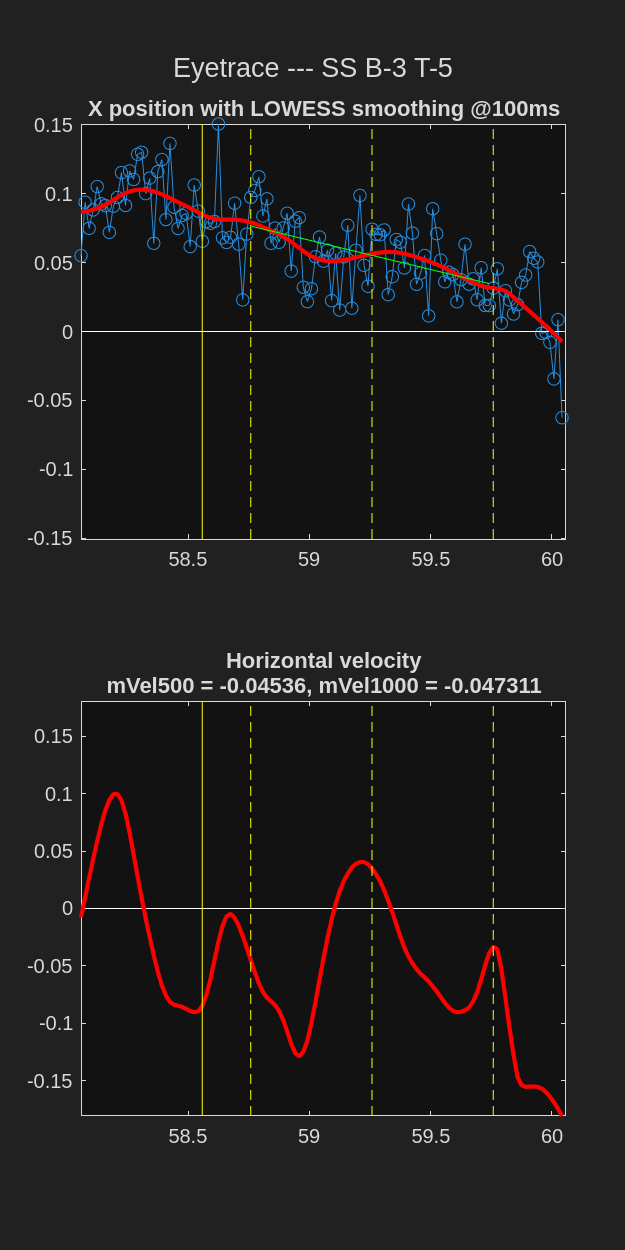 Eyetrace --- SS B-3 T-5
X position with LOWESS smoothing @100ms
0.15
0.1
0.05
0
-0.05
-0.1
-0.15
58.5 59 59.5 60
Horizontal velocity
mVel500 = -0.04536, mVel1000 = -0.047311
0.15
0.1
0.05
0
-0.05
-0.1
-0.15
58.5 59 59.5 60